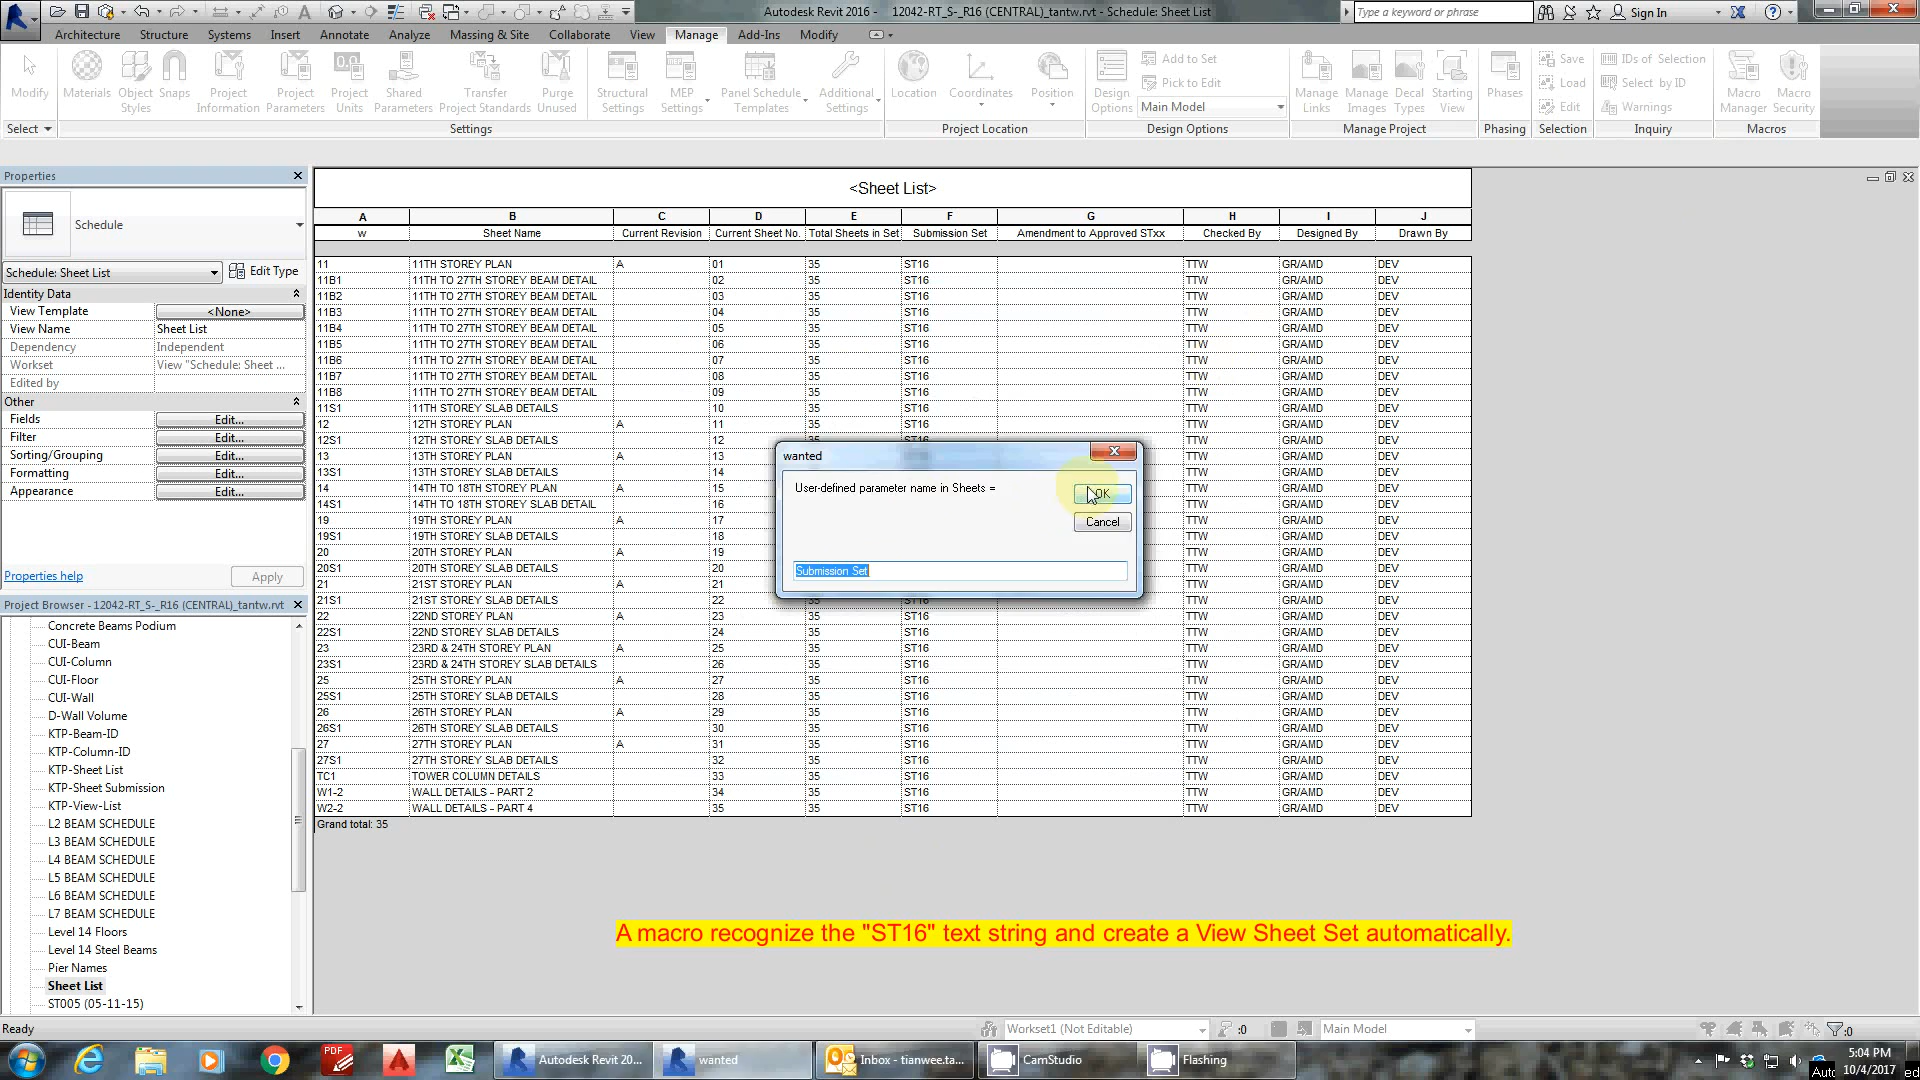 Autodesk Revit 2016 - 12042-RT_S-_R16 (CENTRAL)_tantw.rvt - Schedule: Sheet List
Type a keyword or phrase
Sign In
Architecture Structure Systems Insert Annotate Analyze Massing & Site Collaborate View Manage Add-Ins Modify
Modify
Materials
Object Styles
Snaps
Project Information
Project Parameters
Project Units
Shared Parameters
Transfer Project Standards
Purge Unused
Structural Settings
MEP Settings
Panel Schedule Templates
Additional Settings
Location
Coordinates
Position
Design Options
Add to Set
Pick to Edit
Main Model
Manage Links
Manage Images
Decal Types
Starting View
Phases
Save
Load
Edit
IDs of Selection
Select by ID
Warnings
Macro Manager
Macro Security
Select Settings Project Location Design Options Manage Project Phasing Selection Inquiry Macros
Properties
Schedule
Schedule: Sheet List
Edit Type
Identity Data
View Template <None>
View Name Sheet List
Dependency Independent
Workset View "Schedule: Sheet ...
Edited by
Other
Fields Edit...
Filter Edit...
Sorting/Grouping Edit...
Formatting Edit...
Appearance Edit...
Properties help
Apply
Project Browser - 12042-RT_S-_R16 (CENTRAL)_tantw.rvt
Concrete Beams Podium
CUI-Beam
CUI-Column
CUI-Floor
CUI-Wall
D-Wall Volume
KTP-Beam-ID
KTP-Column-ID
KTP-Sheet List
KTP-Sheet Submission
KTP-View-List
L2 BEAM SCHEDULE
L3 BEAM SCHEDULE
L4 BEAM SCHEDULE
L5 BEAM SCHEDULE
L6 BEAM SCHEDULE
L7 BEAM SCHEDULE
Level 14 Floors
Level 14 Steel Beams
Pier Names
Sheet List
ST005 (05-11-15)
<Sheet List>
A B C D E F G H I J
w Sheet Name Current Revision Current Sheet No. Total Sheets in Set Submission Set Amendment to Approved STxx Checked By Designed By Drawn By
11 11TH STOREY PLAN A 01 35 ST16 TTW GR/AMD DEV
11B1 11TH TO 27TH STOREY BEAM DETAIL 02 35 ST16 TTW GR/AMD DEV
11B2 11TH TO 27TH STOREY BEAM DETAIL 03 35 ST16 TTW GR/AMD DEV
11B3 11TH TO 27TH STOREY BEAM DETAIL 04 35 ST16 TTW GR/AMD DEV
11B4 11TH TO 27TH STOREY BEAM DETAIL 05 35 ST16 TTW GR/AMD DEV
11B5 11TH TO 27TH STOREY BEAM DETAIL 06 35 ST16 TTW GR/AMD DEV
11B6 11TH TO 27TH STOREY BEAM DETAIL 07 35 ST16 TTW GR/AMD DEV
11B7 11TH TO 27TH STOREY BEAM DETAIL 08 35 ST16 TTW GR/AMD DEV
11B8 11TH TO 27TH STOREY BEAM DETAIL 09 35 ST16 TTW GR/AMD DEV
11S1 11TH STOREY SLAB DETAILS 10 35 ST16 TTW GR/AMD DEV
12 12TH STOREY PLAN A 11 35 ST16 TTW GR/AMD DEV
12S1 12TH STOREY SLAB DETAILS 12 35 ST16 TTW GR/AMD DEV
13 13TH STOREY PLAN A 13 TTW GR/AMD DEV
13S1 13TH STOREY SLAB DETAILS 14 TTW GR/AMD DEV
14 14TH TO 18TH STOREY PLAN A 15 TTW GR/AMD DEV
14S1 14TH TO 18TH STOREY SLAB DETAIL 16 TTW GR/AMD DEV
19 19TH STOREY PLAN A 17 TTW GR/AMD DEV
19S1 19TH STOREY SLAB DETAILS 18 TTW GR/AMD DEV
20 20TH STOREY PLAN A 19 TTW GR/AMD DEV
20S1 20TH STOREY SLAB DETAILS 20 TTW GR/AMD DEV
21 21ST STOREY PLAN A 21 TTW GR/AMD DEV
21S1 21ST STOREY SLAB DETAILS 22 35 ST16 TTW GR/AMD DEV
22 22ND STOREY PLAN A 23 35 ST16 TTW GR/AMD DEV
22S1 22ND STOREY SLAB DETAILS 24 35 ST16 TTW GR/AMD DEV
23 23RD & 24TH STOREY PLAN A 25 35 ST16 TTW GR/AMD DEV
23S1 23RD & 24TH STOREY SLAB DETAILS 26 35 ST16 TTW GR/AMD DEV
25 25TH STOREY PLAN A 27 35 ST16 TTW GR/AMD DEV
25S1 25TH STOREY SLAB DETAILS 28 35 ST16 TTW GR/AMD DEV
26 26TH STOREY PLAN A 29 35 ST16 TTW GR/AMD DEV
26S1 26TH STOREY SLAB DETAILS 30 35 ST16 TTW GR/AMD DEV
27 27TH STOREY PLAN A 31 35 ST16 TTW GR/AMD DEV
27S1 27TH STOREY SLAB DETAILS 32 35 ST16 TTW GR/AMD DEV
TC1 TOWER COLUMN DETAILS 33 35 ST16 TTW GR/AMD DEV
W1-2 WALL DETAILS - PART 2 34 35 ST16 TTW GR/AMD DEV
W2-2 WALL DETAILS - PART 4 35 35 ST16 TTW GR/AMD DEV
Grand total: 35
wanted
User-defined parameter name in Sheets =
OK
Cancel
Submission Set
A macro recognize the "ST16" text string and create a View Sheet Set automatically.
Ready
Workset1 (Not Editable)
:0
Main Model
:0
PDF
Autodesk Revit 20...
wanted
Inbox - tianwee.ta...
CamStudio
Flashing
5:04 PM
10/4/2017